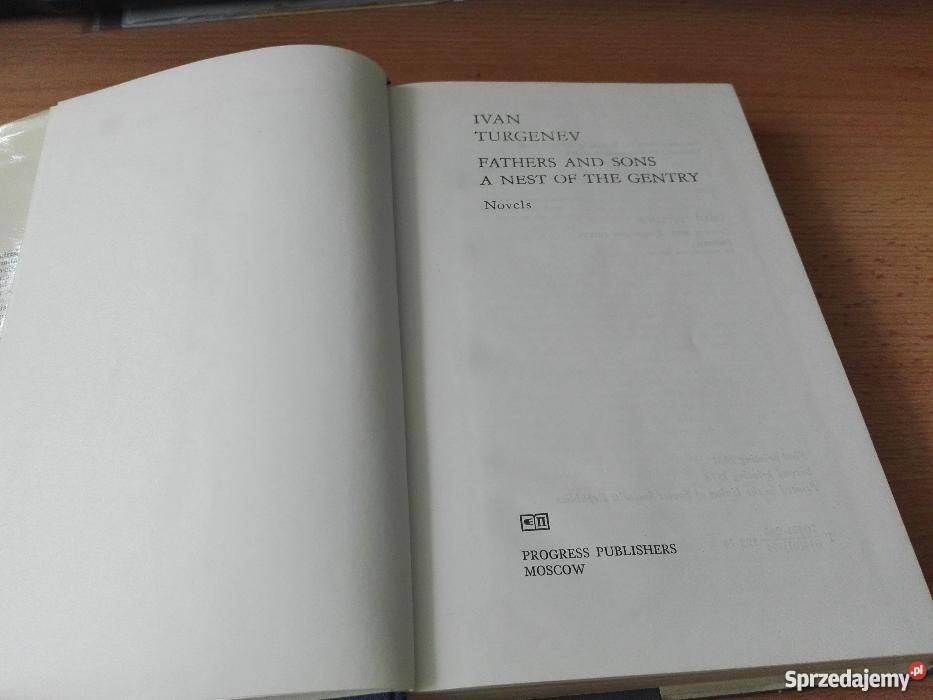 IVAN
TURGENEV
FATHERS AND SONS
A NEST OF THE GENTRY
Novels
PROGRESS PUBLISHERS
MOSCOW
Sprzedajemy.pl